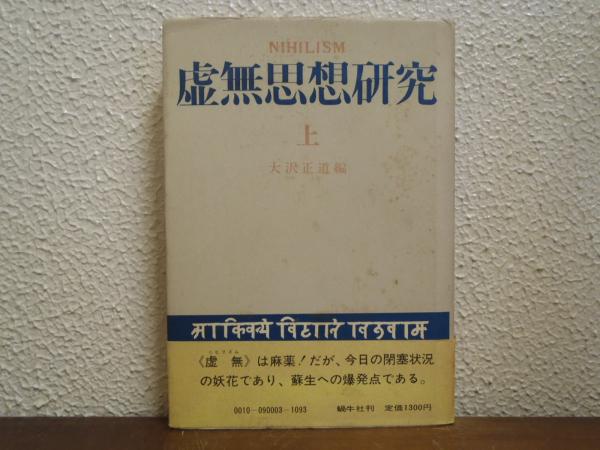 NIHILISM
虚無思想研究
上
大沢正道編
《虚無》は麻薬!だが、今日の閉塞状況
の妖花であり、蘇生への爆発点である。
0010-090003-1093 蝸牛社刊 定価1300円